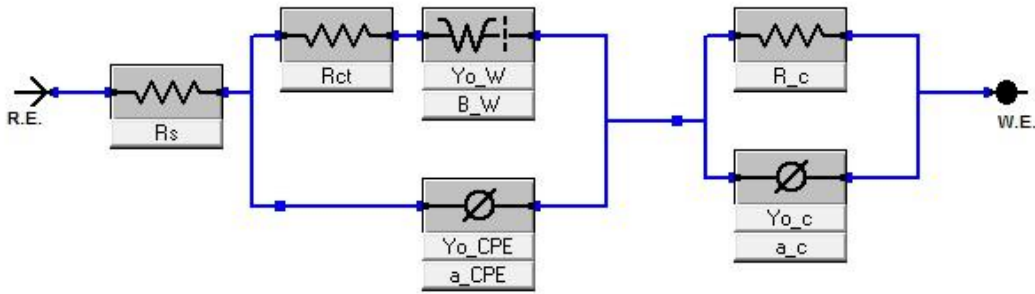 R.E.
Rs
Rct
Yo_W
B_W
Yo_CPE
a_CPE
R_c
Yo_c
a_c
W.E.